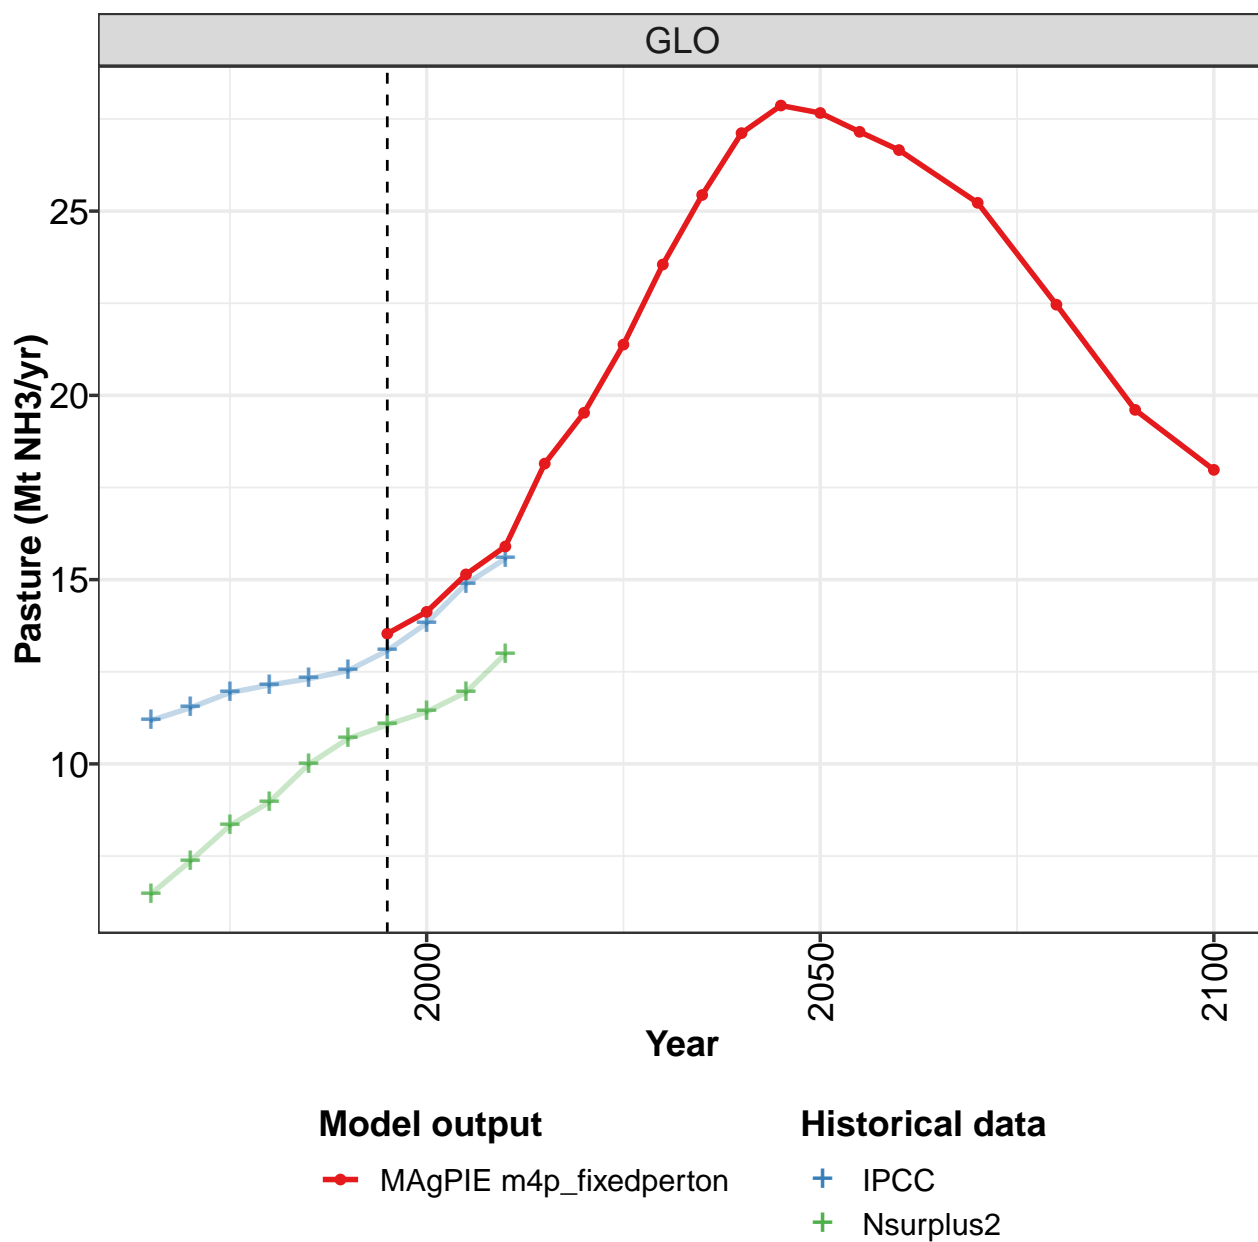 GLO
Pasture (Mt NH3/yr)
25
20
15
10
2000
2050
2100
Year
Model output
MAgPIE m4p_fixedperton
Historical data
IPCC
Nsurplus2